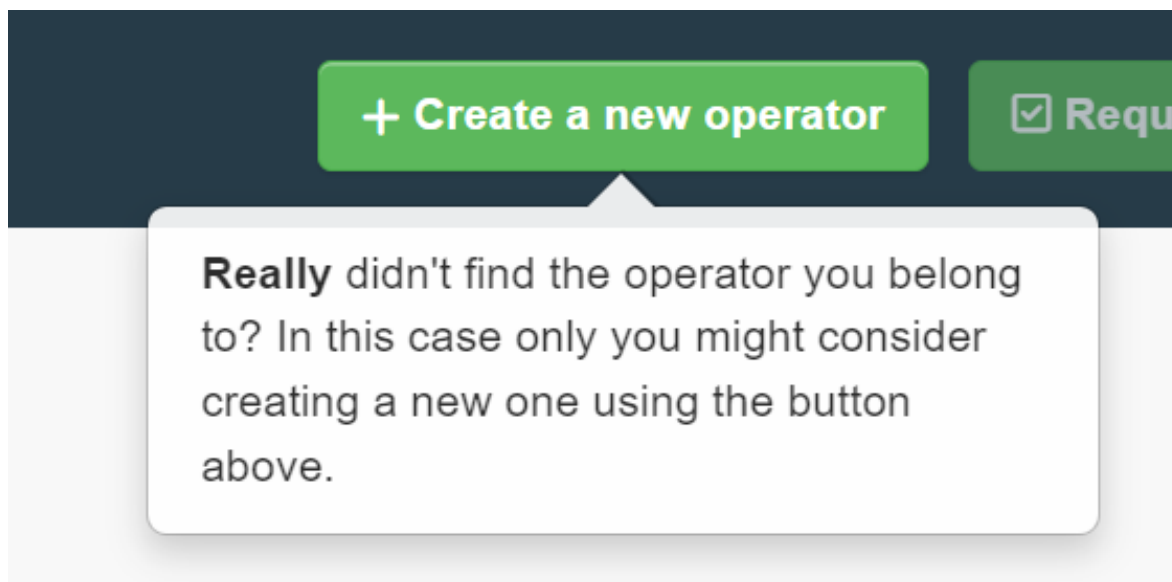 + Create a new operator
Really didn't find the operator you belong
to? In this case only you might consider
creating a new one using the button
above.